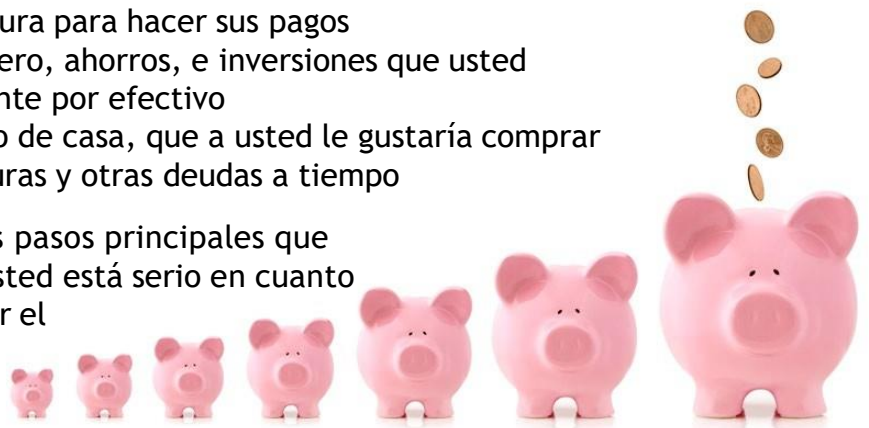 ura para hacer sus pagos
ero, ahorros, e inversiones que usted
nte por efectivo
o de casa, que a usted le gustaría comprar
uras y otras deudas a tiempo
s pasos principales que
sted está serio en cuanto
r el